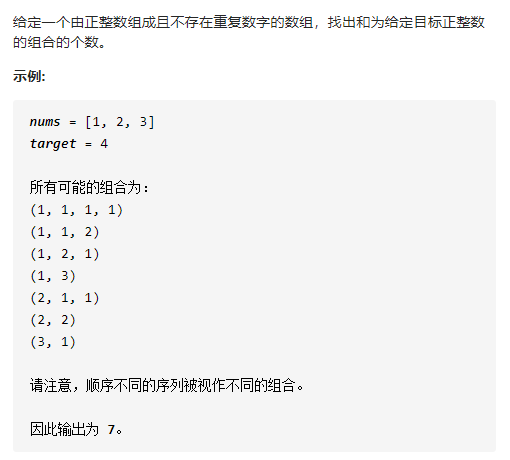 给定一个由正整数组成且不存在重复数字的数组，找出和为给定目标正整数
的组合的个数。
示例:
nums = [1, 2, 3]
target = 4
所有可能的组合为：
(1, 1, 1, 1)
(1, 1, 2)
(1, 2, 1)
(1, 3)
(2, 1, 1)
(2, 2)
(3, 1)
请注意，顺序不同的序列被视作不同的组合。
因此输出为 7。